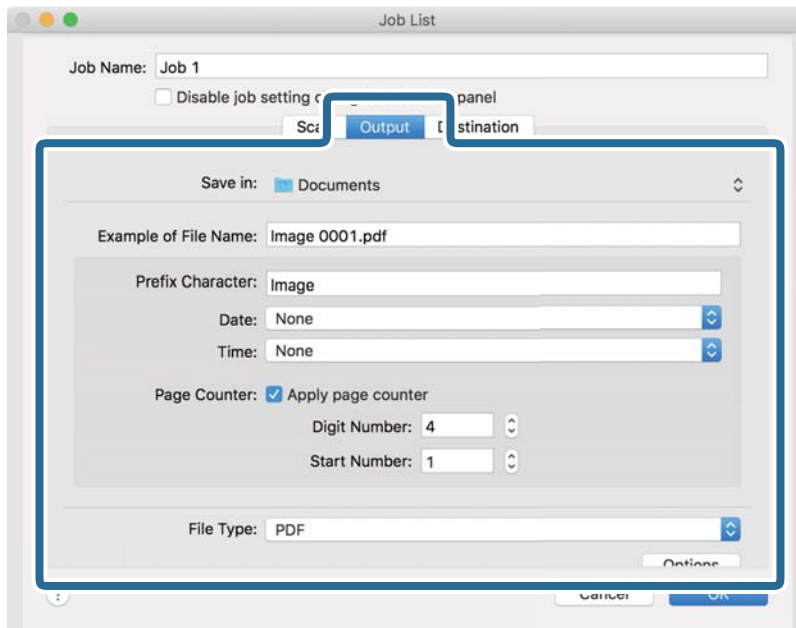 Job List
Job Name: Job 1
Disable job setting panel
Output
Save in: Documents
Example of File Name: Image 0001.pdf
Prefix Character: Image
Date: None
Time: None
Page Counter: Apply page counter
Digit Number: 4
Start Number: 1
File Type: PDF
Options
Cancel OK